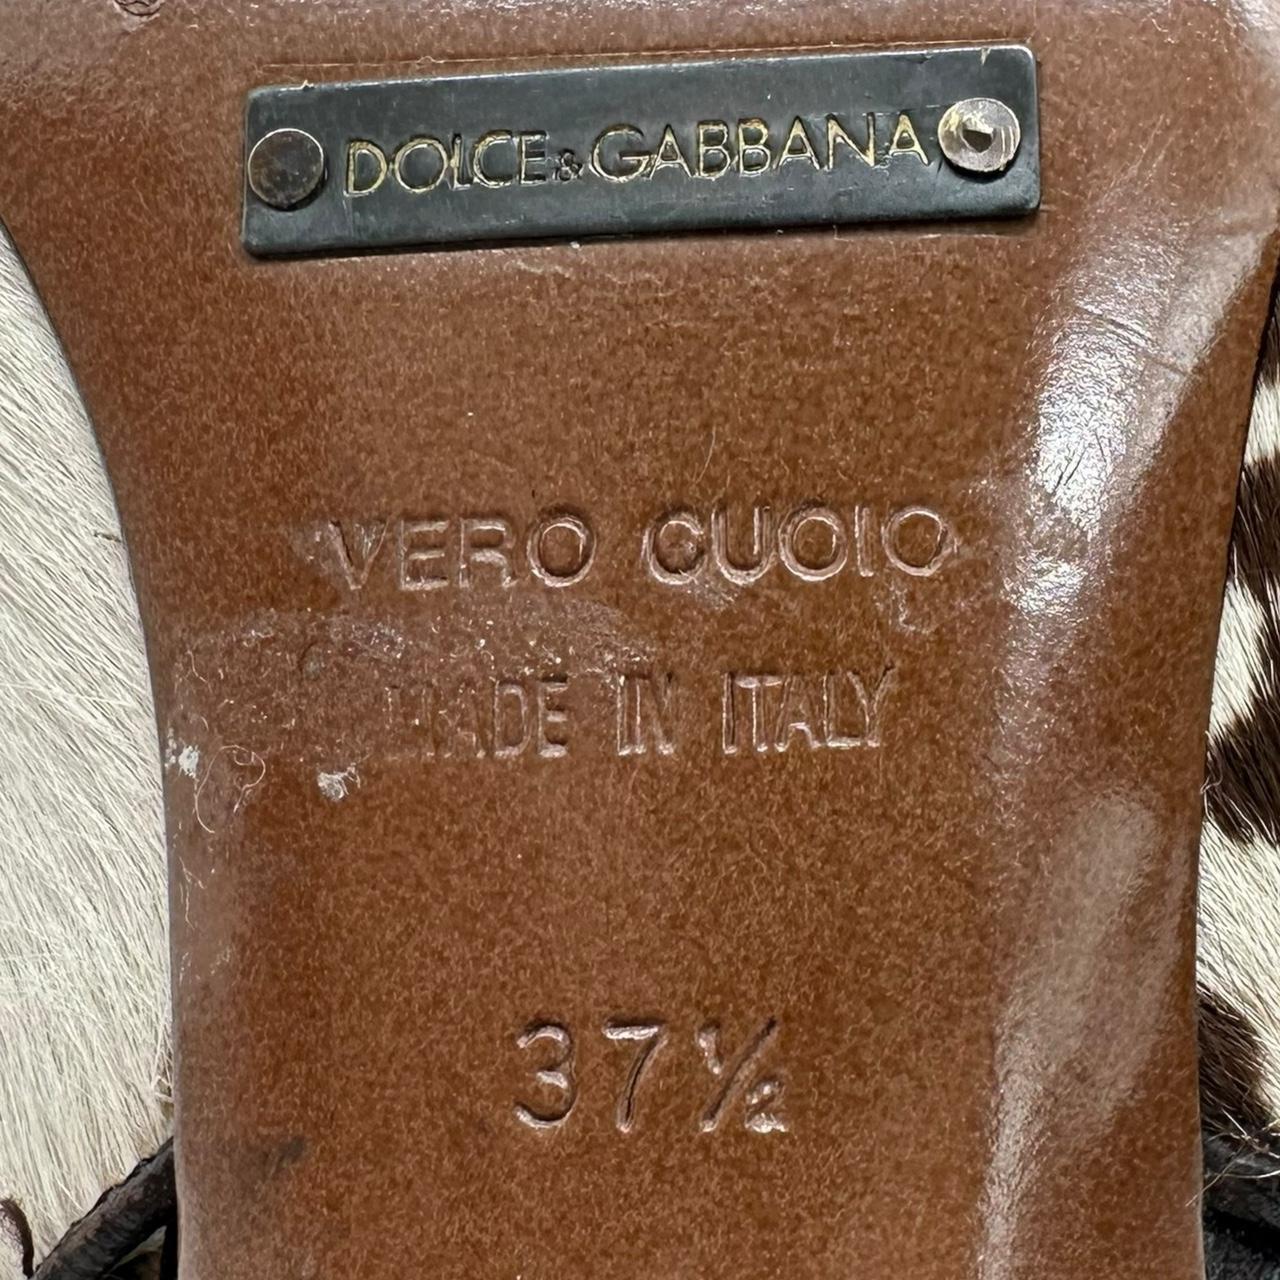 DOLCE & GABBANA
VERO CUOIO
MADE IN ITALY
37½